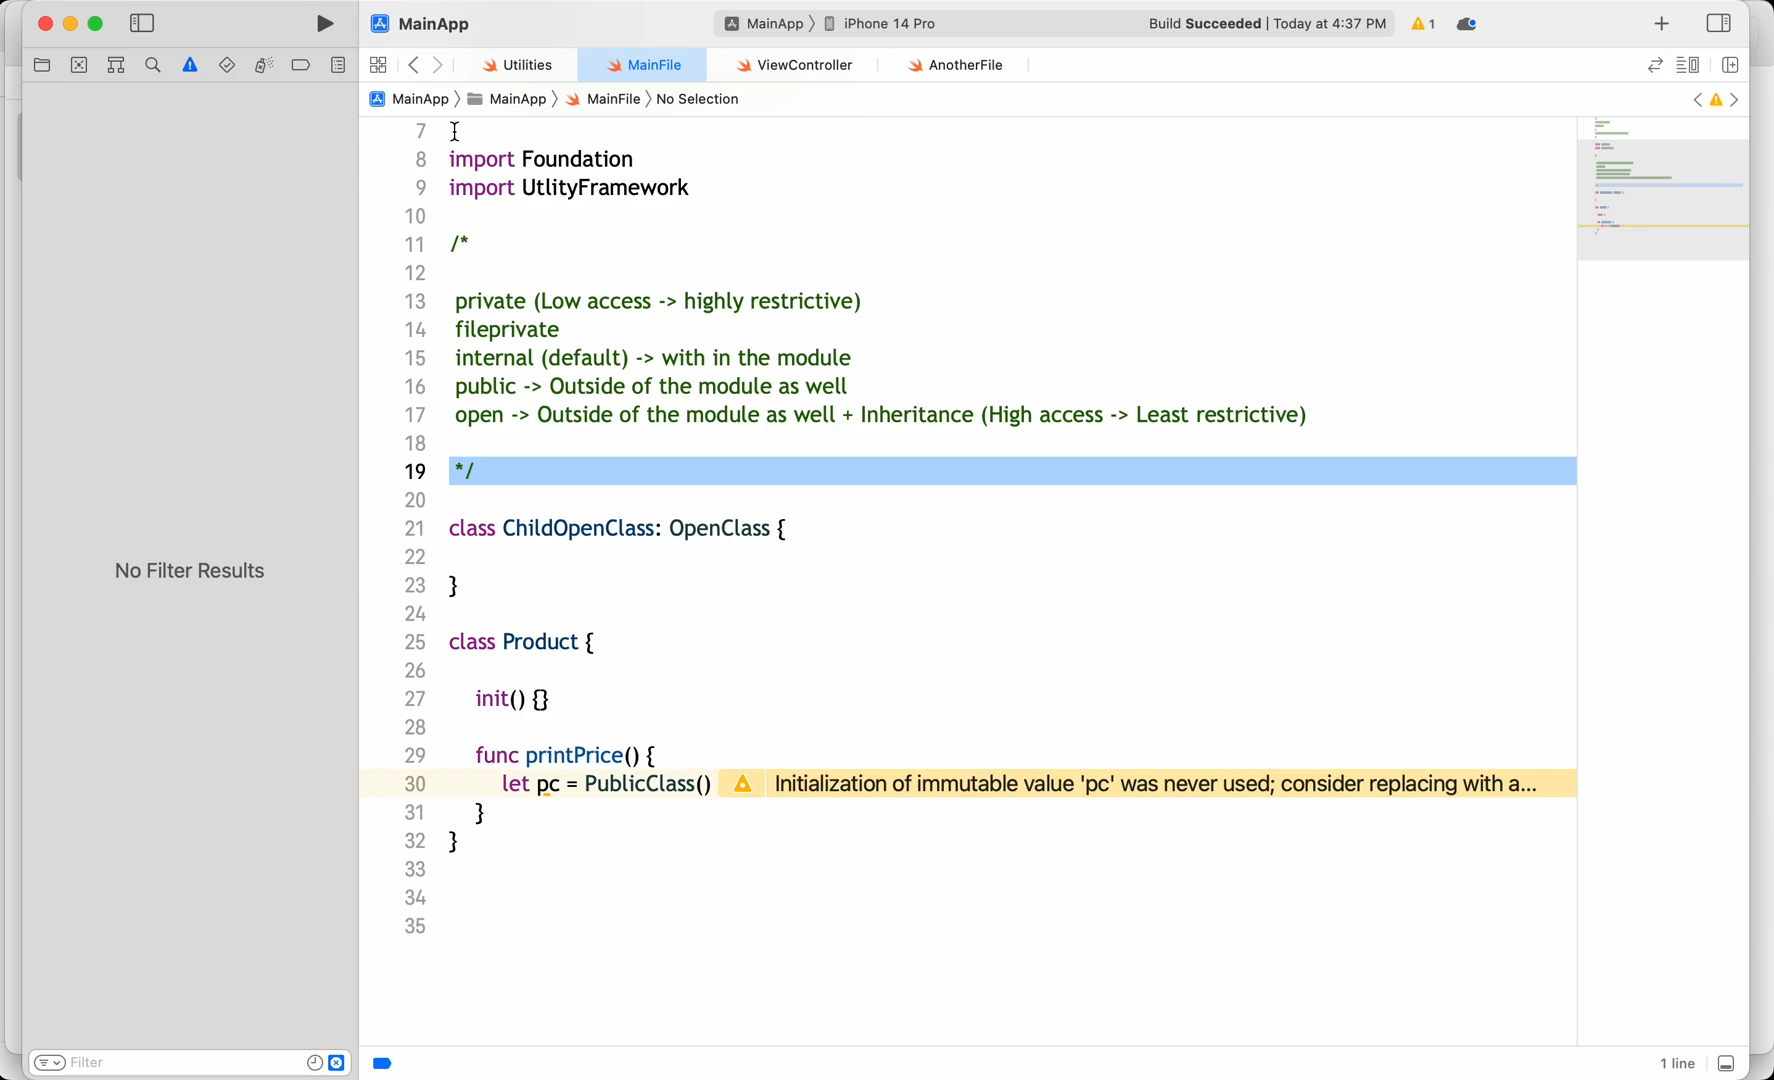 MainApp
MainApp
iPhone 14 Pro
Build Succeeded | Today at 4:37 PM
1
Utilities
MainFile
ViewController
AnotherFile
MainApp
MainApp
MainFile
No Selection
7
8 import Foundation
9 import UtlityFramework
10
11 /*
12
13 private (Low access -> highly restrictive)
14 fileprivate
15 internal (default) -> with in the module
16 public -> Outside of the module as well
17 open -> Outside of the module as well + Inheritance (High access -> Least restrictive)
18
19 */
20
21 class ChildOpenClass: OpenClass {
22
23 }
24
25 class Product {
26
27 init() {}
28
29 func printPrice() {
30 let pc = PublicClass() Initialization of immutable value 'pc' was never used; consider replacing with a...
31 }
32 }
33
34
35
No Filter Results
Filter
1 line